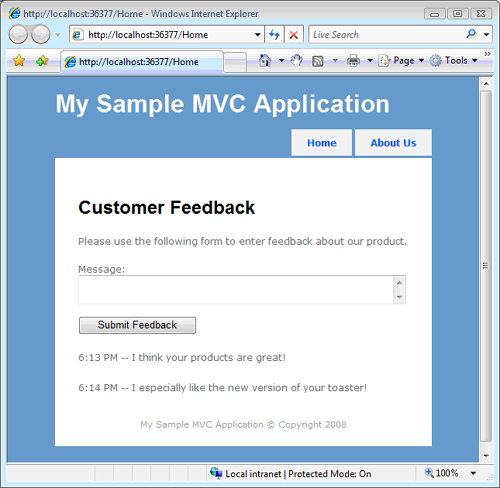 http://localhost:36377/Home - Windows Internet Explorer
http://localhost:36377/Home
Live Search
http://localhost:36377/Home
Page
Tools
My Sample MVC Application
Home
About Us
Customer Feedback
Please use the following form to enter feedback about our product.
Message:
Submit Feedback
6:13 PM -- I think your products are great!
6:14 PM -- I especially like the new version of your toaster!
My Sample MVC Application © Copyright 2008
Local intranet | Protected Mode: On
100%